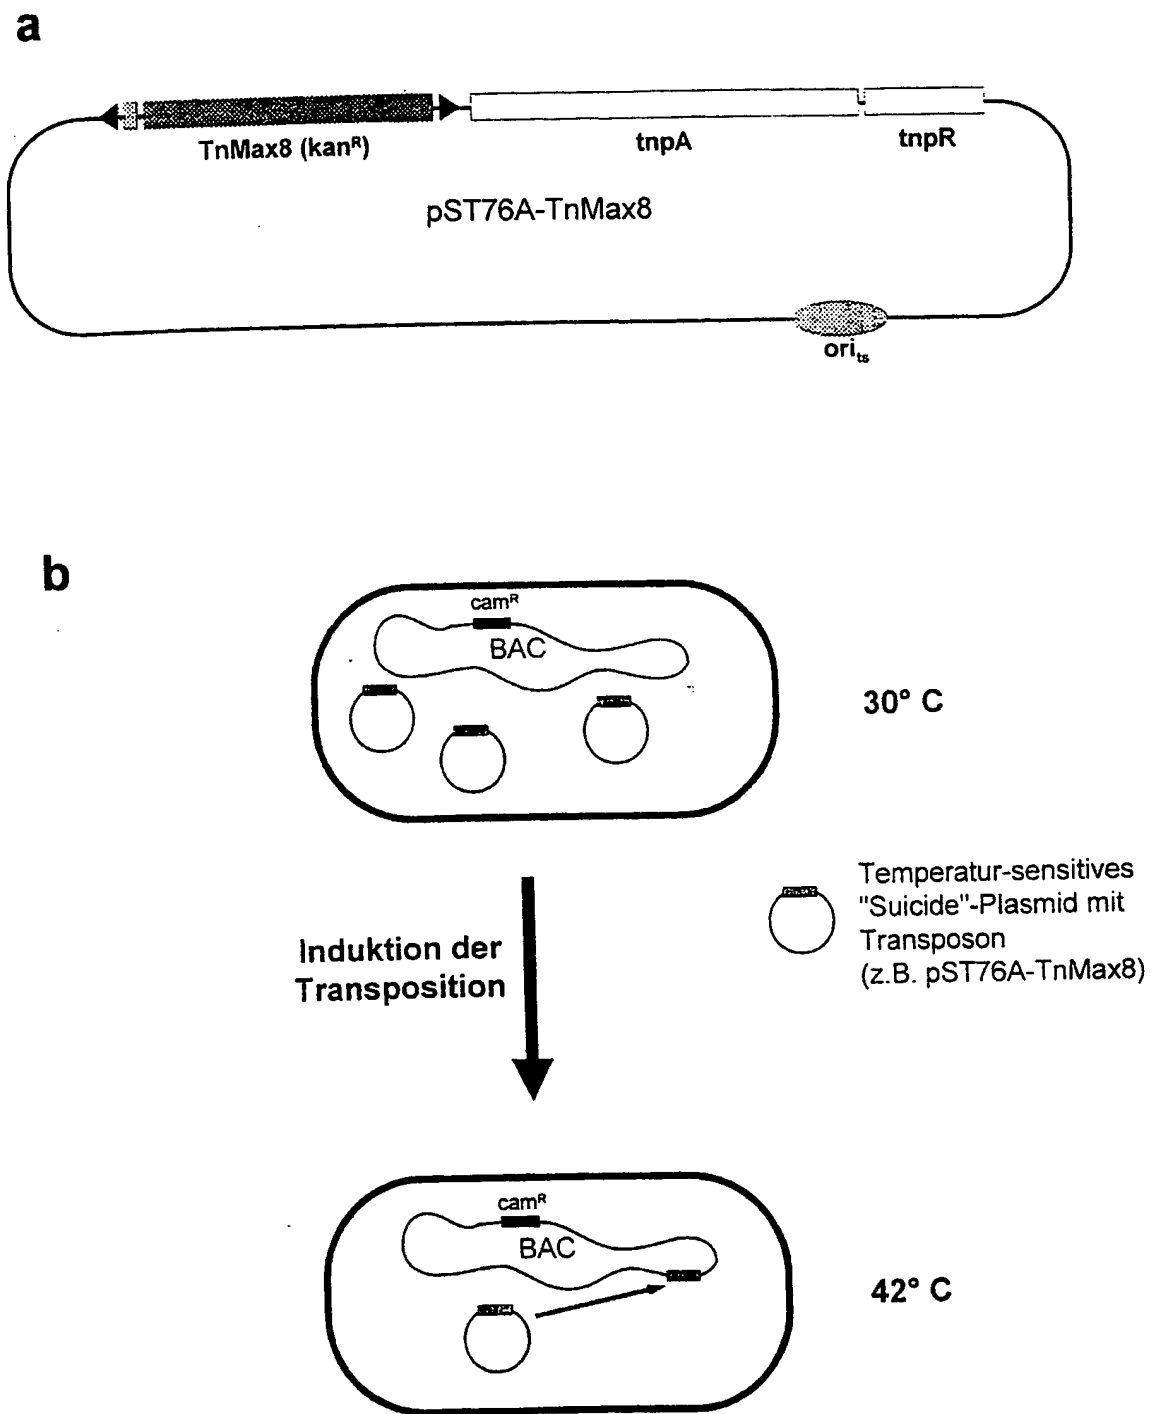 a
TnMax8 (kanR)
tnpA
tnpR
pST76A-TnMax8
orits
b
camR
BAC
30° C
Temperatur-sensitives
"Suicide"-Plasmid mit
Transposon
(z.B. pST76A-TnMax8)
Induktion der
Transposition
camR
BAC
42° C